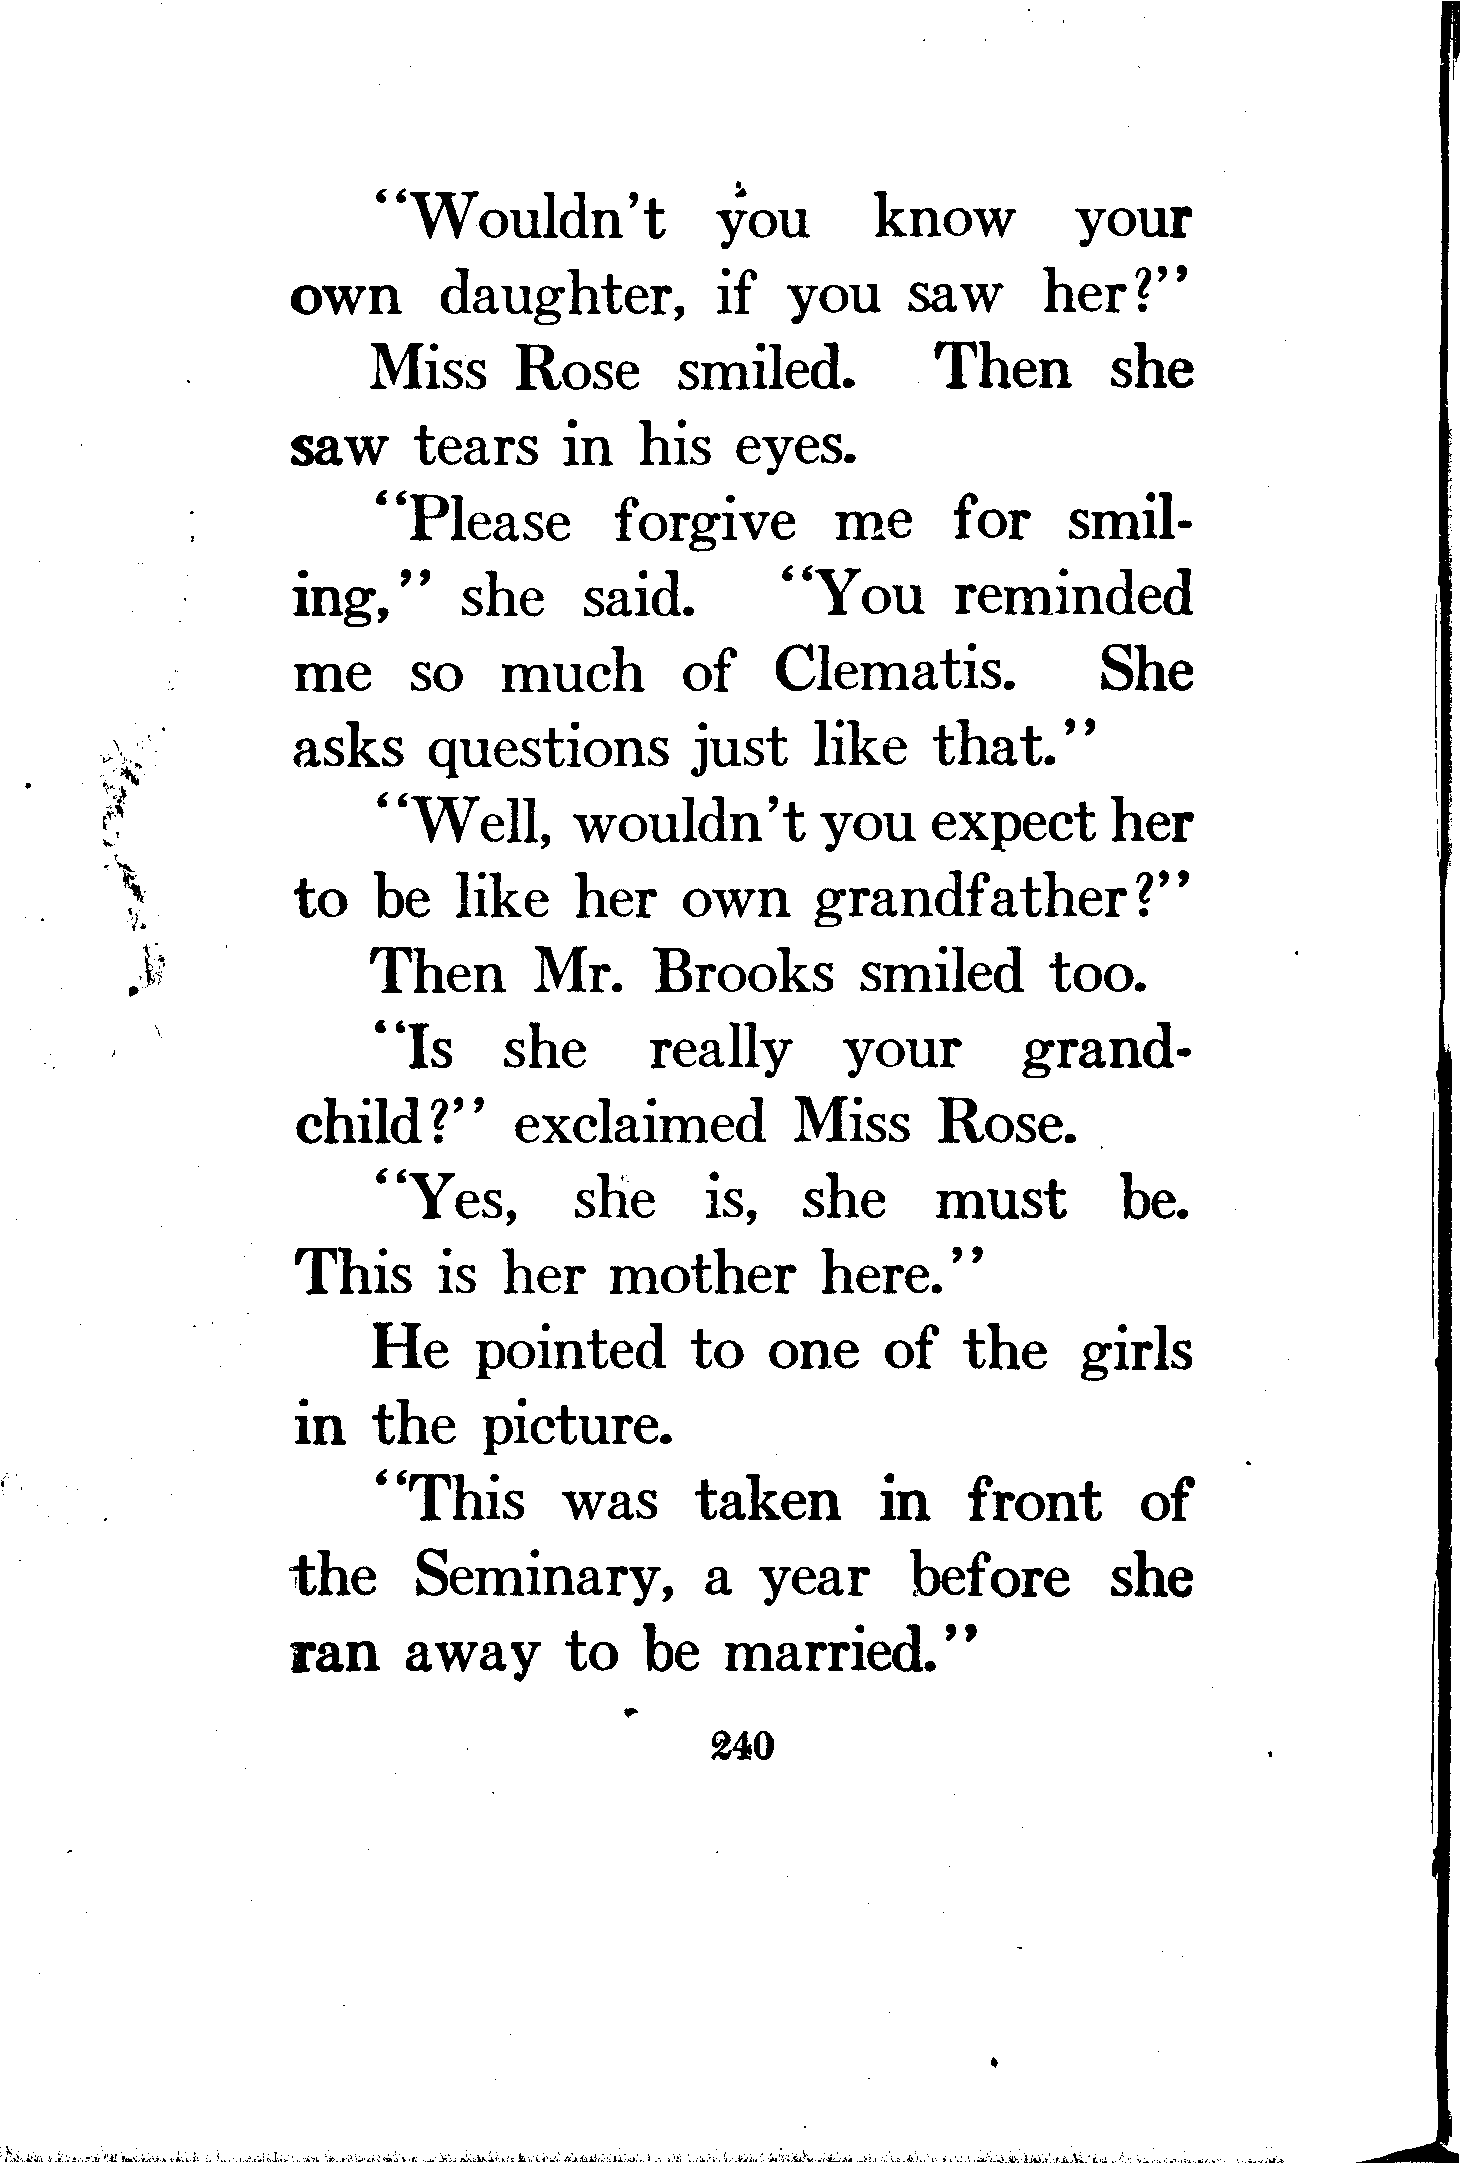 “Wouldn’t you know your
own daughter, if you saw her?”
Miss Rose smiled. Then she
saw tears in his eyes.
“Please forgive me for smil-
ing,” she said. “You reminded
me so much of Clematis. She
asks questions just like that.”
“Well, wouldn’t you expect her
to be like her own grandfather?”
Then Mr. Brooks smiled too.
“Is she really your grand-
child?” exclaimed Miss Rose.
“Yes, she is, she must be.
This is her mother here.”
He pointed to one of the girls
in the picture.
“This was taken in front of
the Seminary, a year before she
ran away to be married.”
240